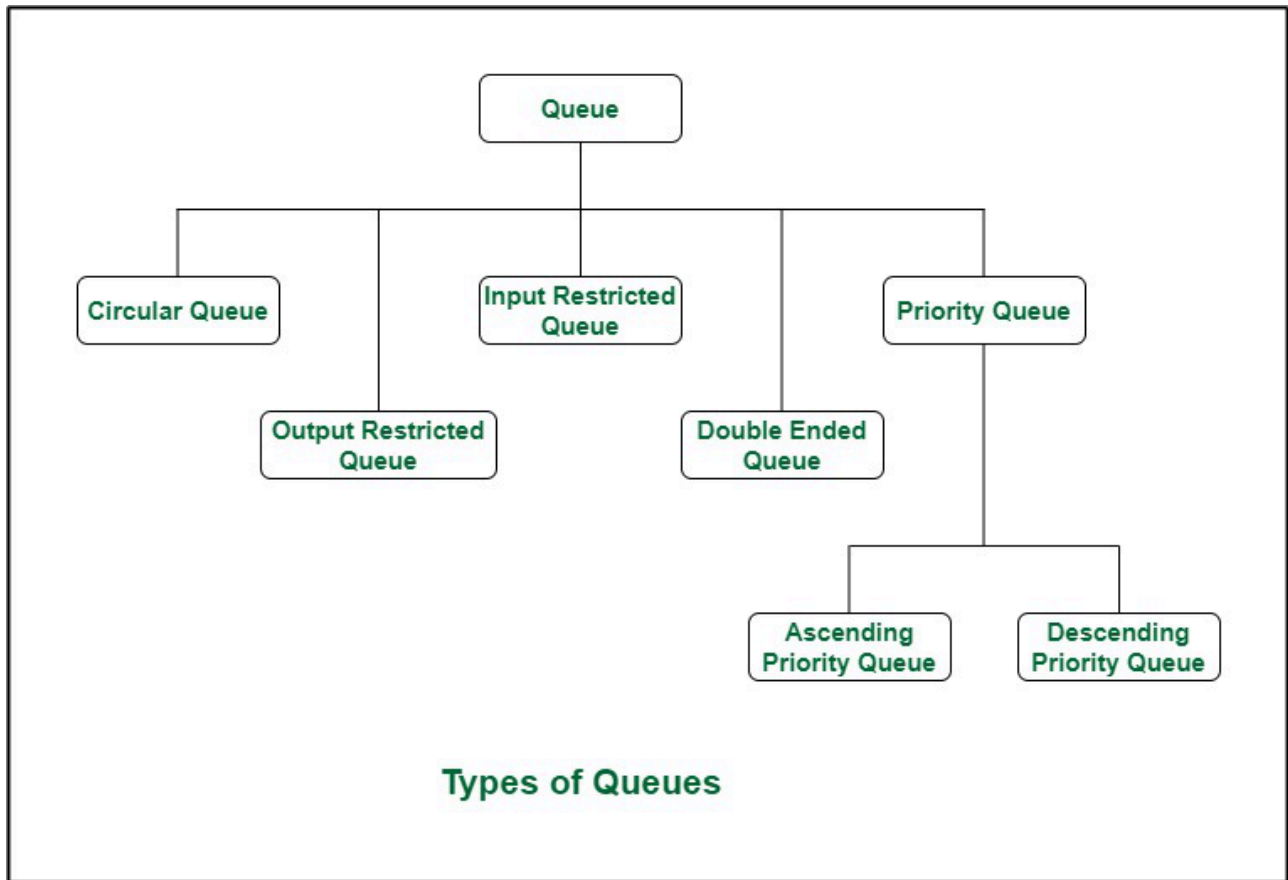 Queue
Circular Queue
Input Restricted
Queue
Priority Queue
Output Restricted
Queue
Double Ended
Queue
Ascending
Priority Queue
Descending
Priority Queue
Types of Queues